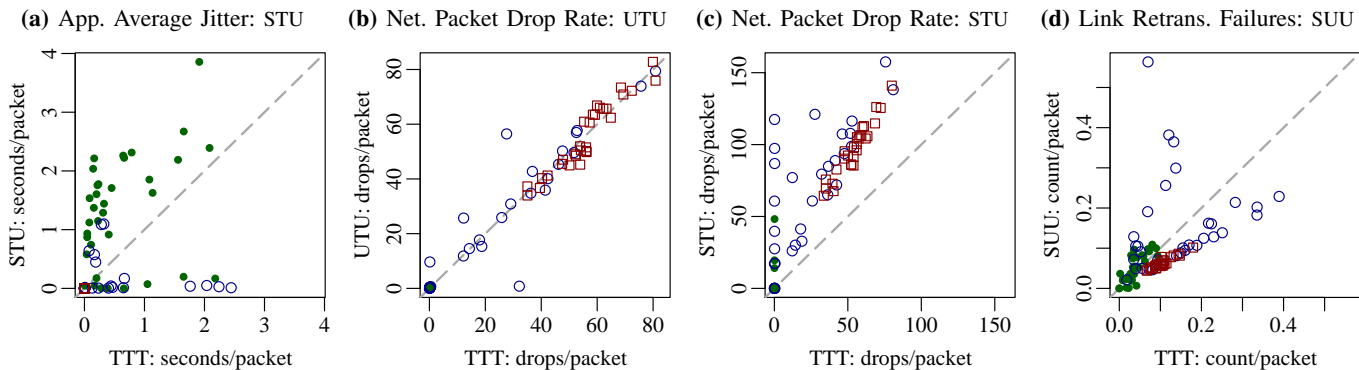 (a) App. Average Jitter: STU
STU: seconds/packet
0 1 2 3 4
0 1 2 3 4
TTT: seconds/packet
(b) Net. Packet Drop Rate: UTU
UTU: drops/packet
0 20 40 60 80
0 20 40 60 80
TTT: drops/packet
(c) Net. Packet Drop Rate: STU
STU: drops/packet
0 50 100 150
0 50 100 150
TTT: drops/packet
(d) Link Retrans. Failures: SUU
SUU: count/packet
0.0 0.2 0.4
0.0 0.2 0.4
TTT: count/packet